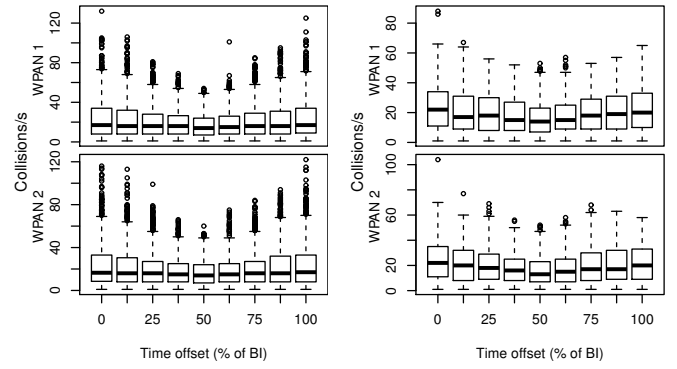 WPAN 1
0 40 80 120
WPAN 2
0 40 80 120
Collisions/s
0 25 50 75 100
Time offset (% of BI)
WPAN 1
0 20 40 60 80
WPAN 2
0 20 60 100
Collisions/s
0 25 50 75 100
Time offset (% of BI)